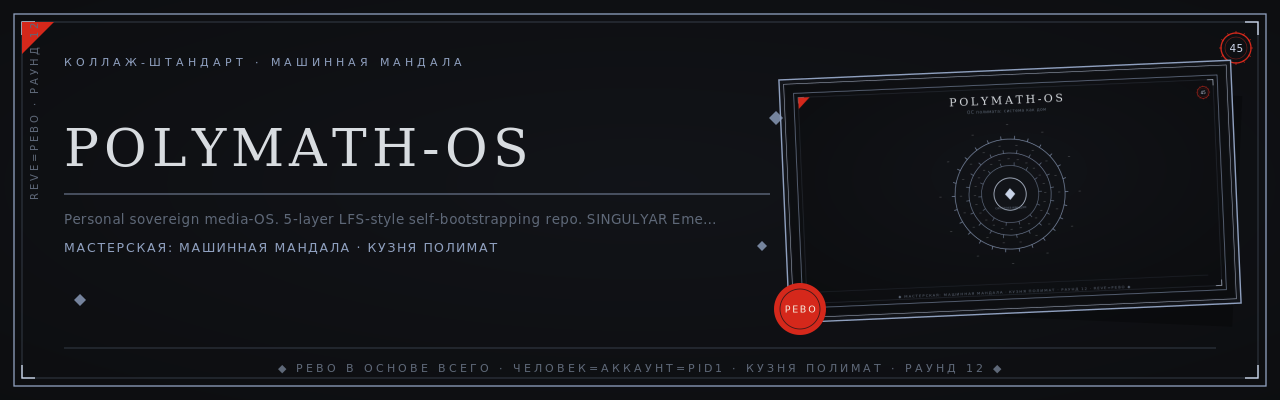 КОЛЛАЖ-ШТАНДАРТ · МАШИННАЯ МАНДАЛА
POLYMATH-OS
Personal sovereign media-OS. 5-layer LFS-style self-bootstrapping repo. SINGULYAR Eme...
МАСТЕРСКАЯ: МАШИННАЯ МАНДАЛА · КУЗНЯ ПОЛИМАТ
REVE=РЕВО · РАУНД
45
POLYMATH-OS
45
РЕВО
◆ РЕВО В ОСНОВЕ ВСЕГО · ЧЕЛОВЕК=АККАУНТ=PID1 · КУЗНЯ ПОЛИМАТ · РАУНД 12 ◆